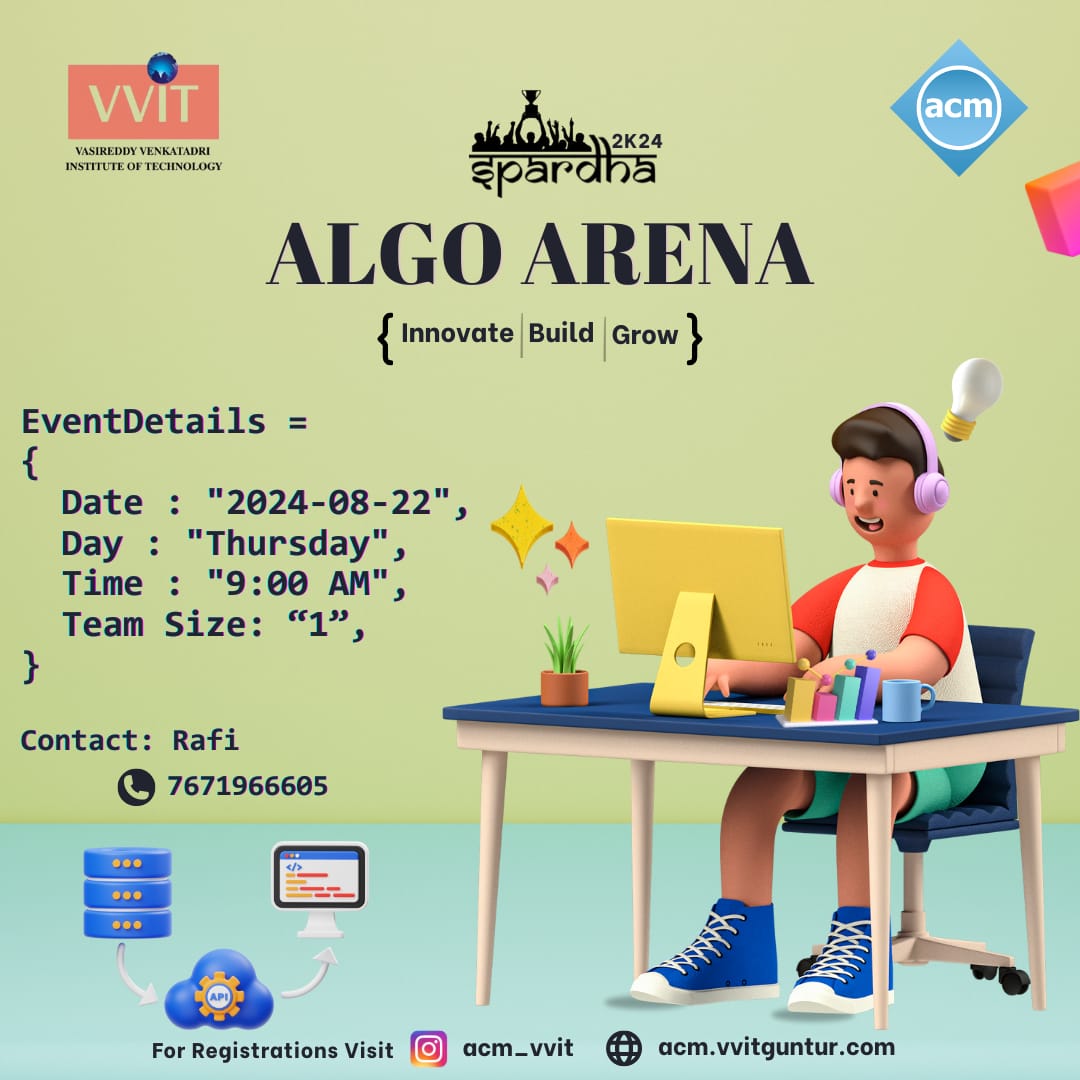 VVIT
VASIREDDY VENKATADRI
INSTITUTE OF TECHNOLOGY
acm
2K24
spardha
ALGO ARENA
{ Innovate | Build | Grow }
EventDetails =
{
Date : "2024-08-22",
Day : "Thursday",
Time : "9:00 AM",
Team Size: “1”,
}
Contact: Rafi
7671966605
</>
API
For Registrations Visit acm_vvit acm.vvitguntur.com